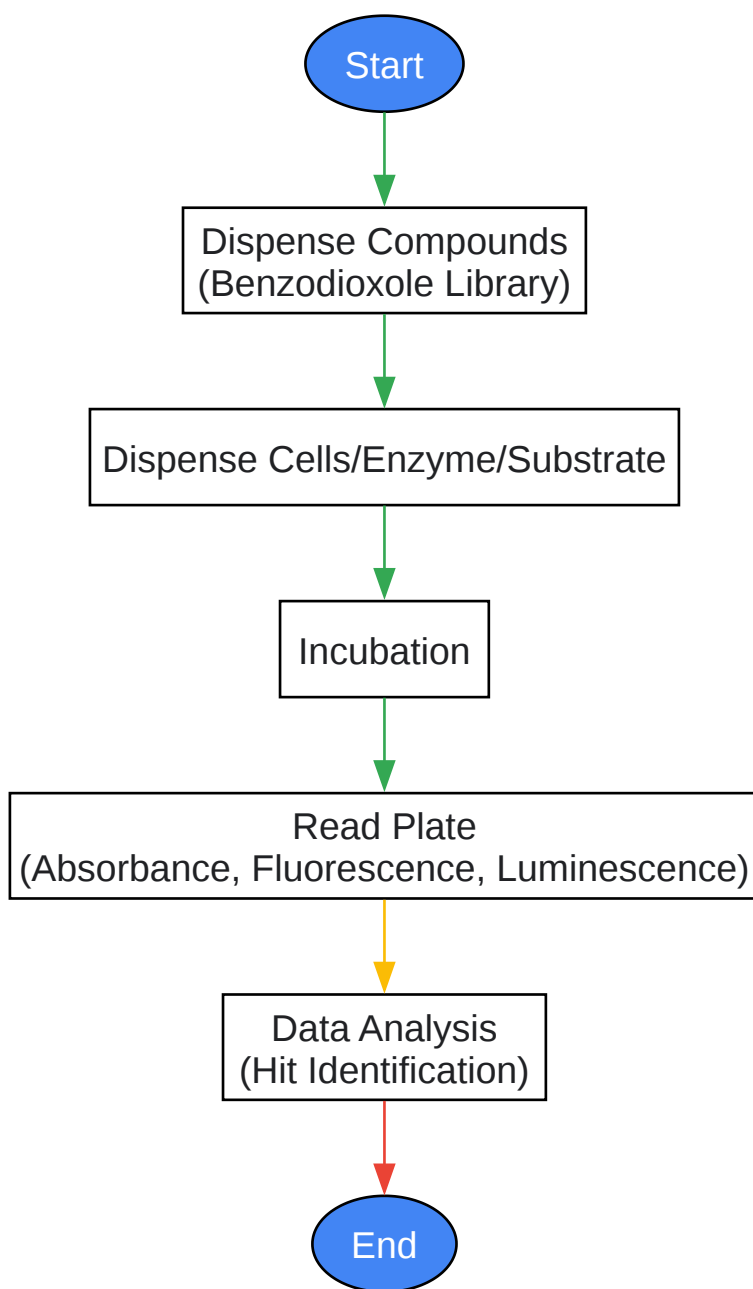 Start
Dispense Compounds
(Benzodioxole Library)
Dispense Cells/Enzyme/Substrate
Incubation
Read Plate
(Absorbance, Fluorescence, Luminescence)
Data Analysis
(Hit Identification)
End